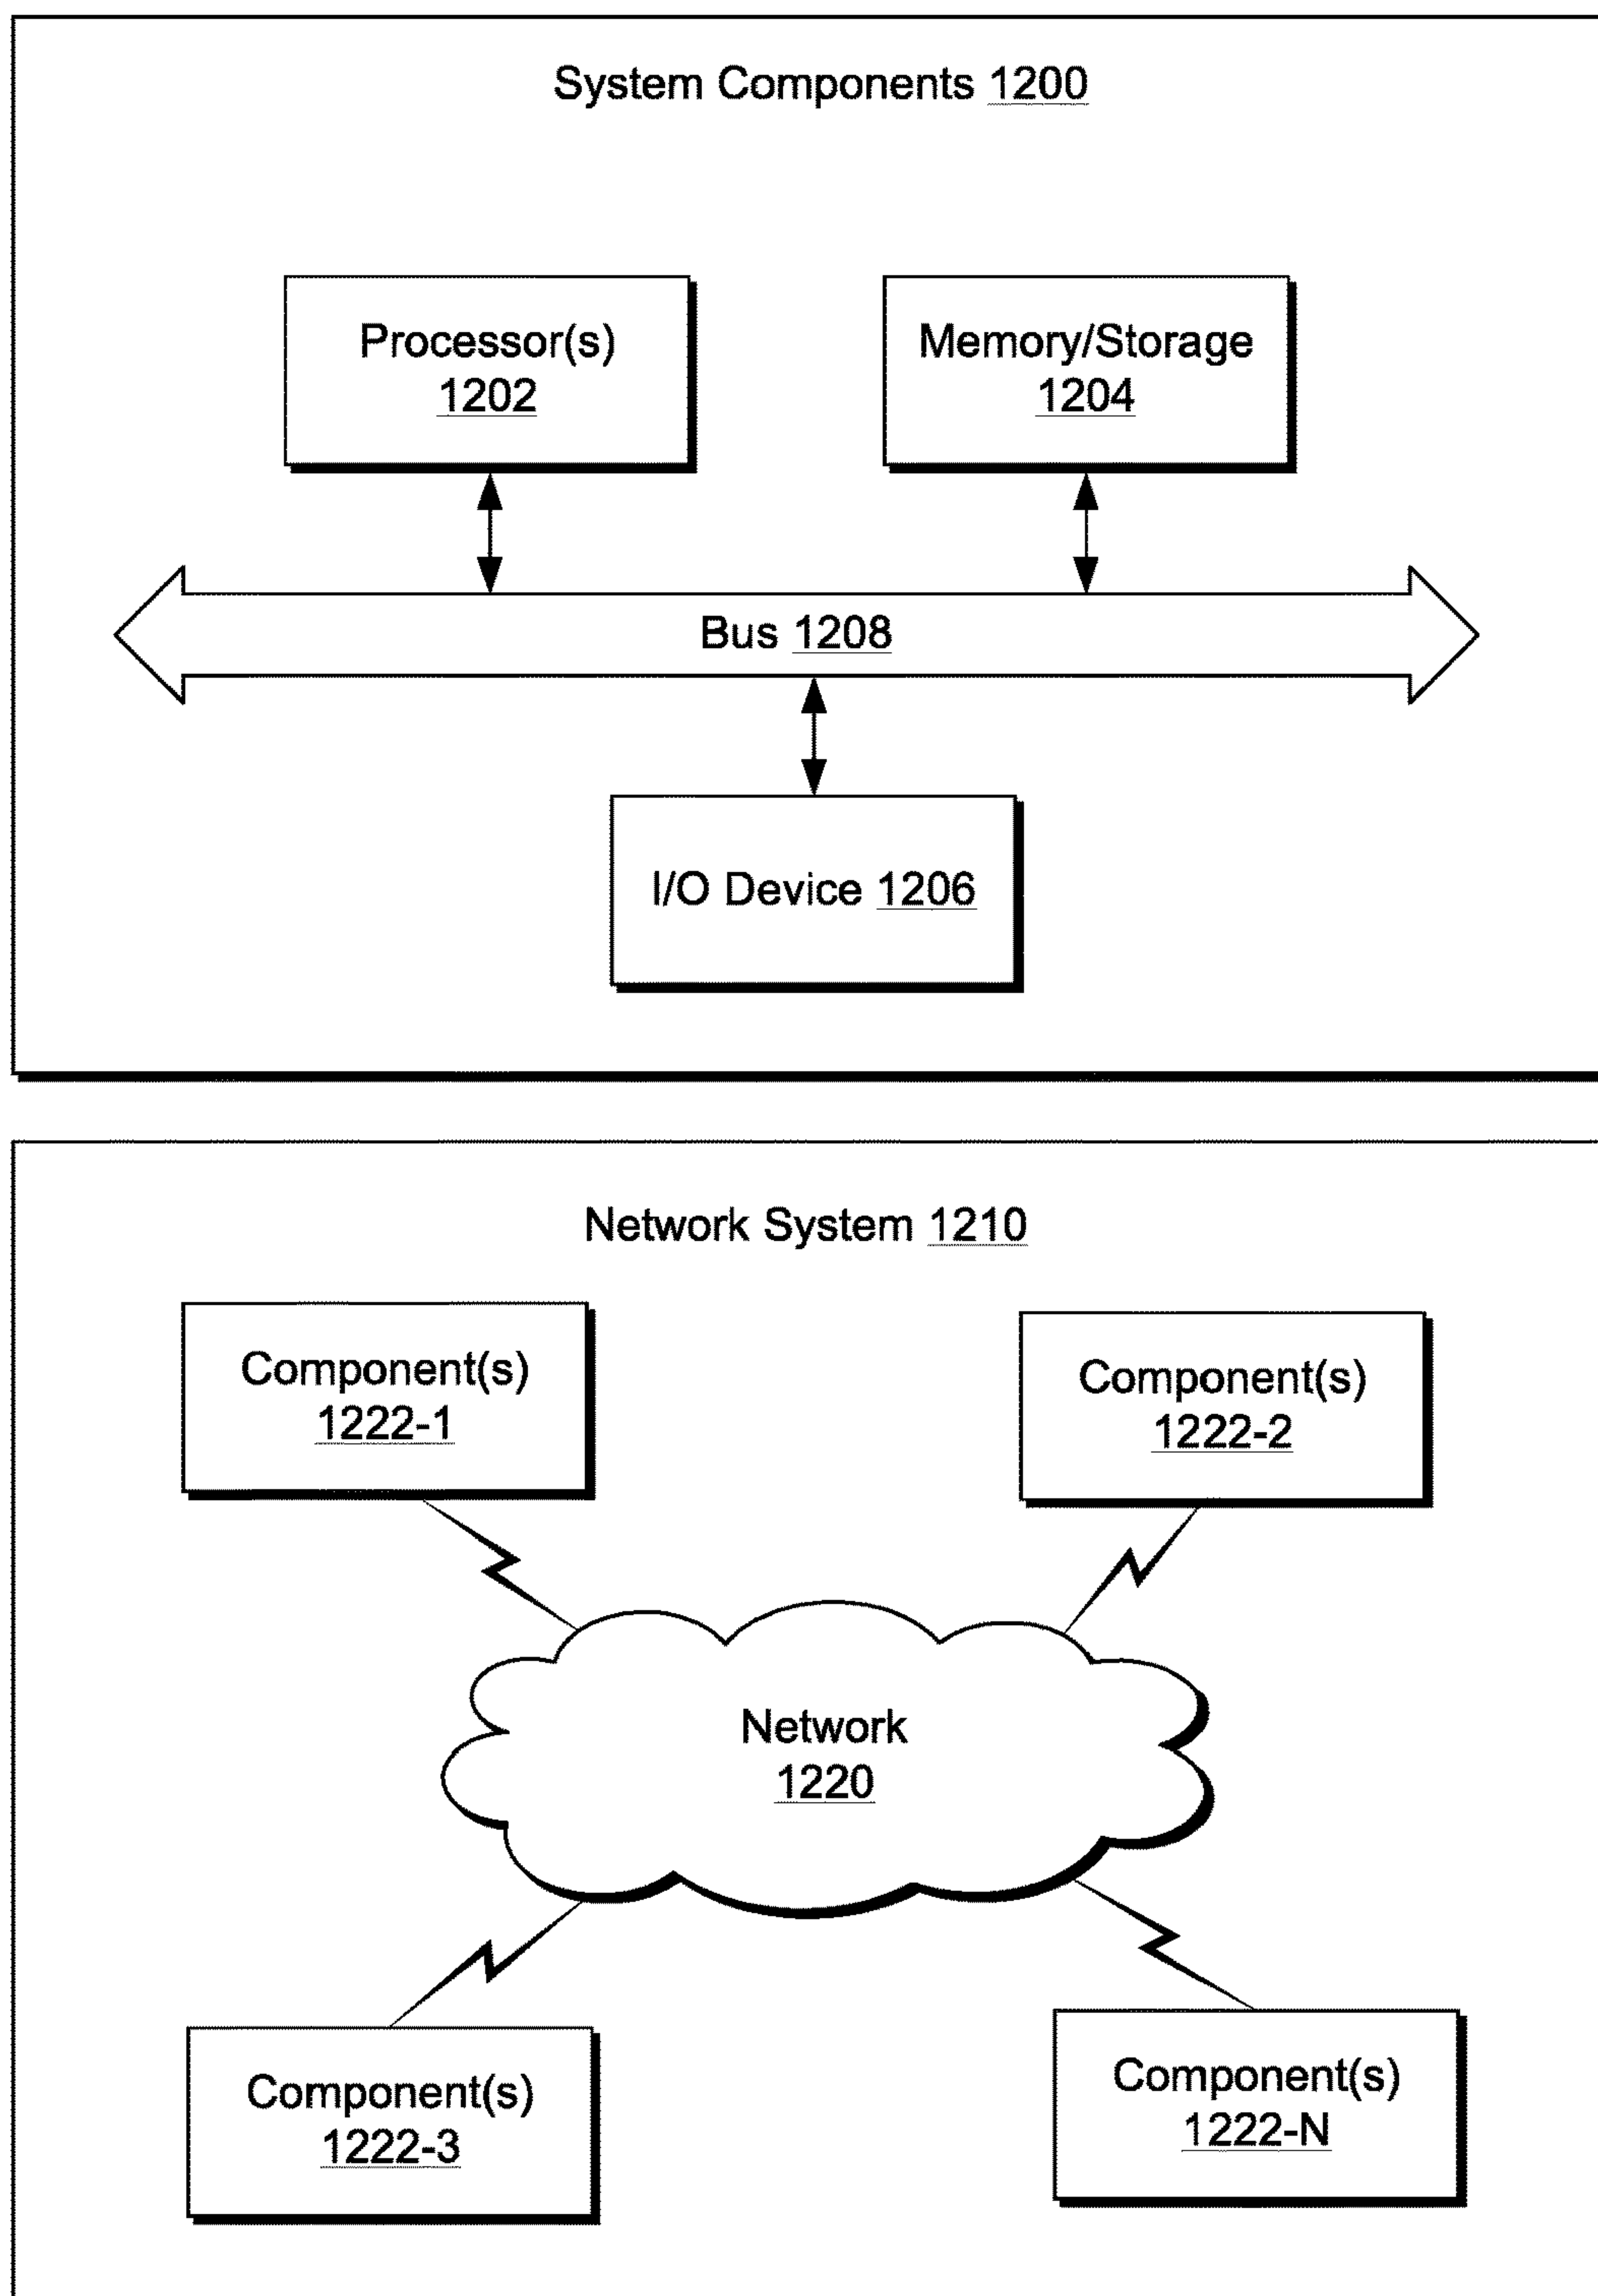 System Components 1200
Processor(s)
1202
Memory/Storage
1204
Bus 1208
I/O Device 1206
Network System 1210
Component(s)
1222-1
Component(s)
1222-2
Network
1220
Component(s)
1222-3
Component(s)
1222-N